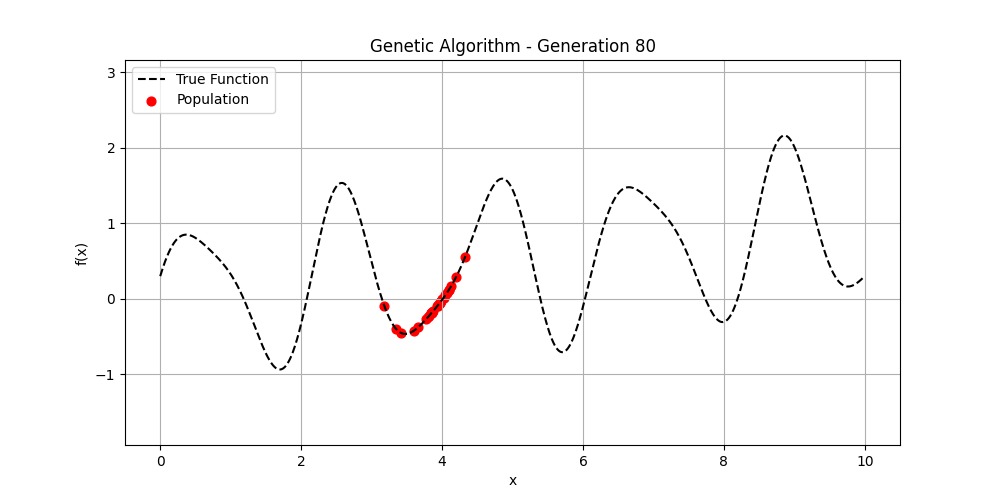 Genetic Algorithm - Generation 80
True Function
Population
f(x)
3
2
1
0
−1
0 2 4 6 8 10
x